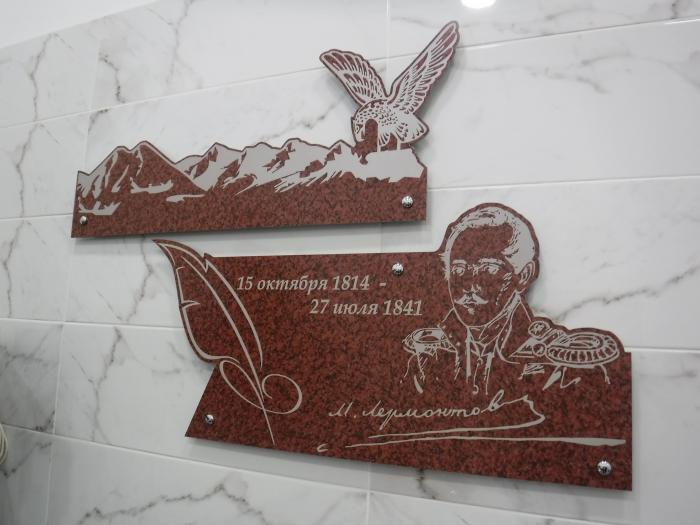 15 октября 1814 -
27 июля 1841
М. Лермонтов